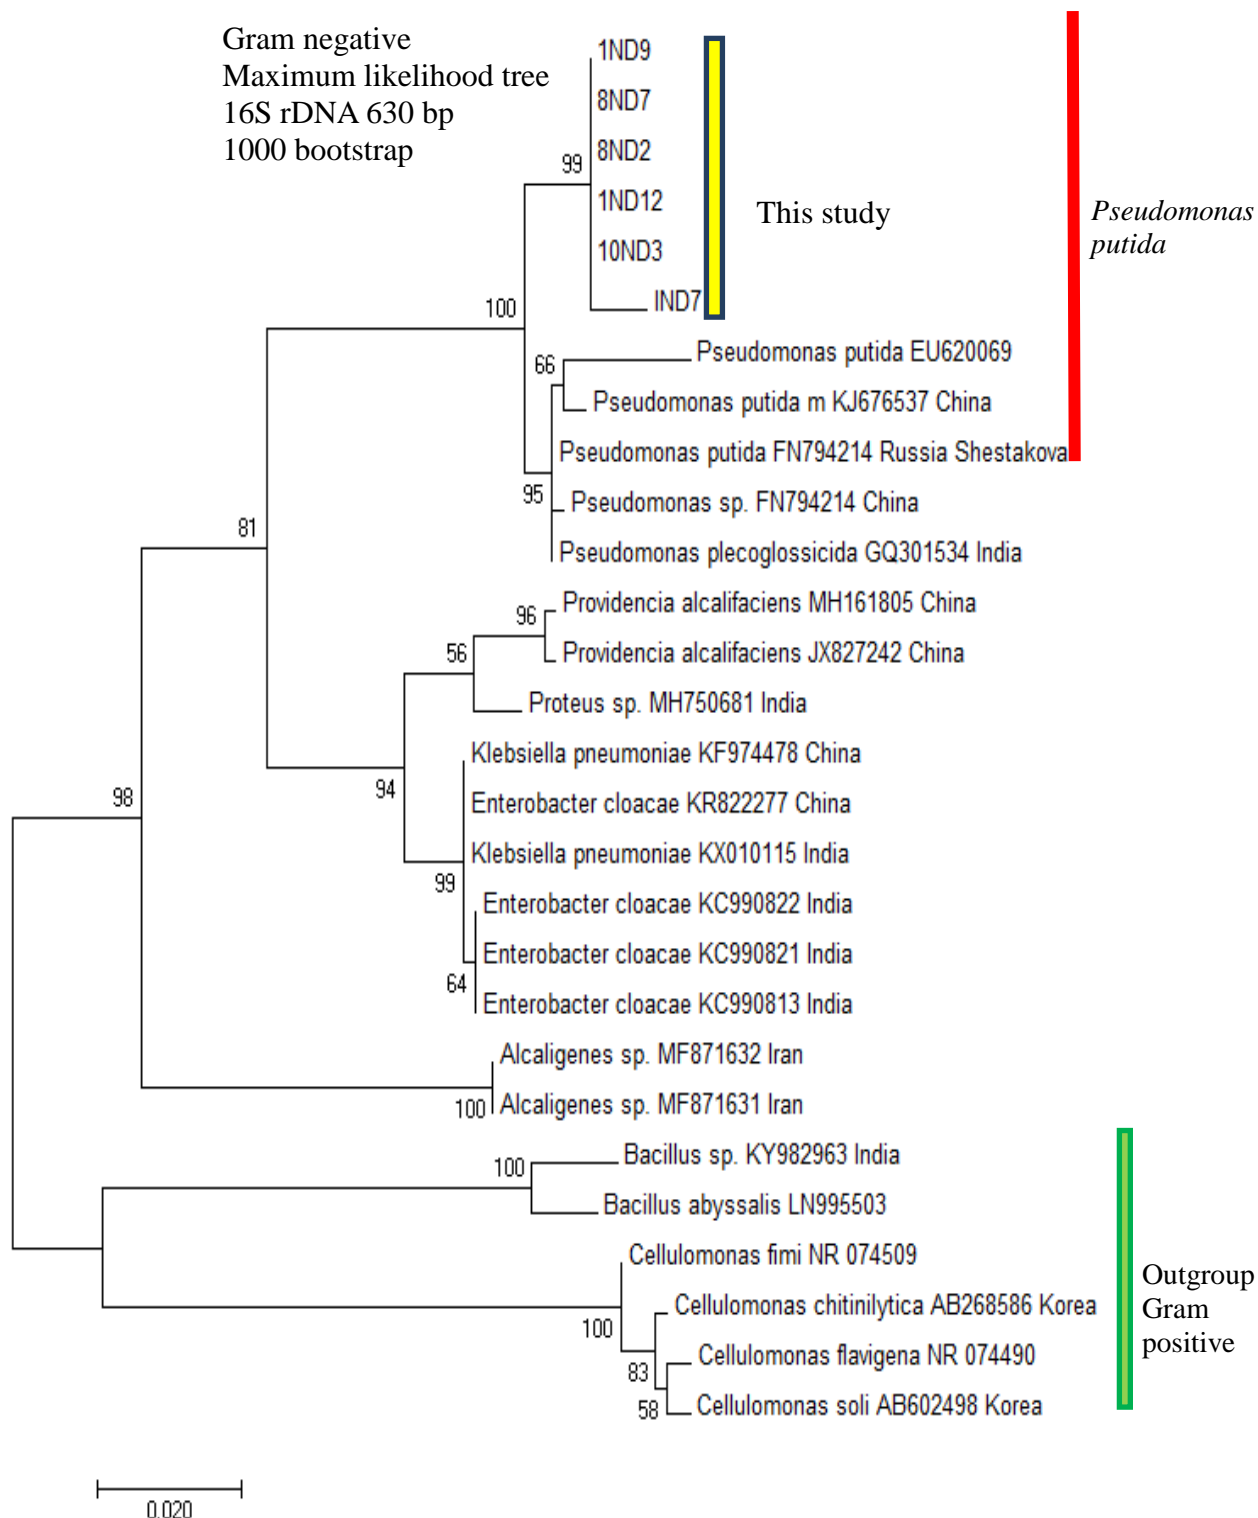 Gram negative
Maximum likelihood tree
16S rDNA 630 bp
1000 bootstrap
1ND9
8ND7
8ND2
99
1ND12
This study
Pseudomonas
putida
10ND3
IND7
100
Pseudomonas putida EU620069
66
Pseudomonas putida m KJ676537 China
Pseudomonas putida FN794214 Russia Shestakova
95
Pseudomonas sp. FN794214 China
81
Pseudomonas plecoglossicida GQ301534 India
Providencia alcalifaciens MH161805 China
96
56
Providencia alcalifaciens JX827242 China
Proteus sp. MH750681 India
Klebsiella pneumoniae KF974478 China
94
98
Enterobacter cloacae KR822277 China
Klebsiella pneumoniae KX010115 India
99
Enterobacter cloacae KC990822 India
Enterobacter cloacae KC990821 India
64
Enterobacter cloacae KC990813 India
Alcaligenes sp. MF871632 Iran
100
Alcaligenes sp. MF871631 Iran
Bacillus sp. KY982963 India
100
Bacillus abyssalis LN995503
Cellulomonas fimi NR 074509
Outgroup
Gram
positive
Cellulomonas chitinilytica AB268586 Korea
100
Cellulomonas flavigena NR 074490
83
58
Cellulomonas soli AB602498 Korea
0.020